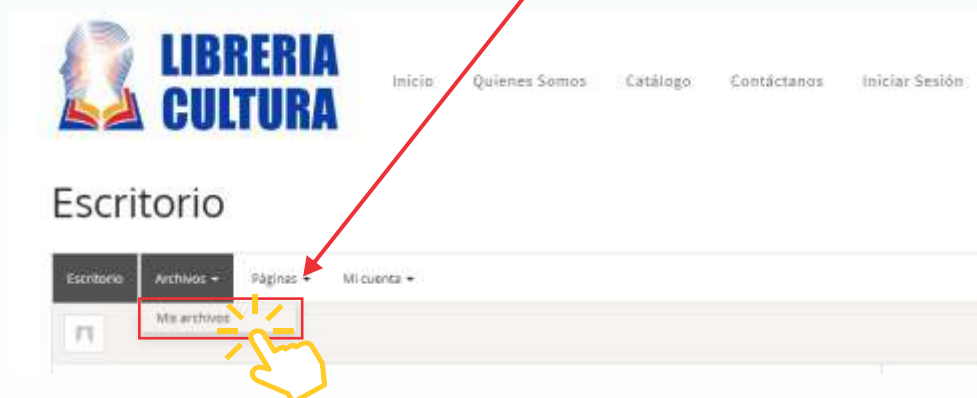 LIBRERIA
CULTURA
Inicio Quienes Somos Catálogo Contáctanos Iniciar Sesión
Escritorio
Escritorio Archivos Páginas Mi cuenta
Mis archivos